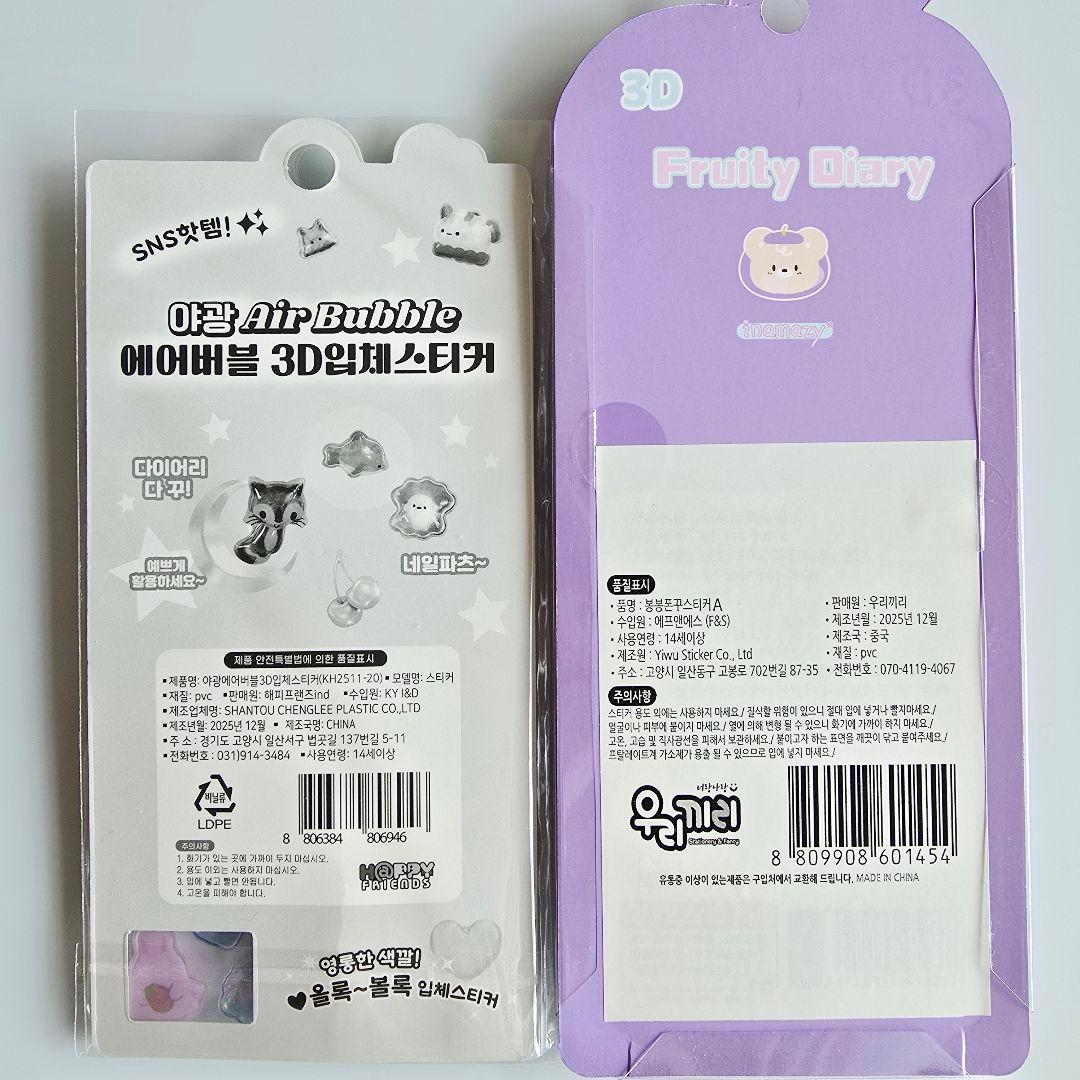 SNS핫템!
야광 Air Bubble
에어버블 3D입체스티커
다이어리
다 꾸!
예쁘게
활용하세요~
네일파츠~
제품 안전특별법에 의한 품질표시
▪제품명: 야광에어버블3D입체스티커(KH2511-20) ▪모델명: 스티커
▪재질: pvc ▪판매원: 해피프랜즈ind ▪수입원: KY I&D
▪제조업체명: SHANTOU CHENGLEE PLASTIC CO.,LTD
▪제조년월: 2025년 12월 ▪ 제조국명: CHINA
▪주 소 : 경기도 고양시 일산서구 법곳길 137번길 5-11
▪전화번호 : 031)914-3484 ▪사용연령: 14세이상
비닐류
LDPE
8 806384 806946
주의사항
1. 화기가 있는 곳에 가까이 두지 마십시오.
2. 용도 이외는 사용하지 마십시오.
3. 입에 넣고 빨면 안됩니다.
4. 고온을 피해야 합니다.
HAPPY
FRIENDS
영롱한 색깔!
♥올록~볼록 입체스티커
3D
Fruity Diary
inamazy
품질표시
• 품명 : 봉봉폰꾸스티커 A
• 수입원 : 에프앤에스 (F&S)
• 사용연령 : 14세이상
• 제조원 : Yiwu Sticker Co., Ltd
• 주소 : 고양시 일산동구 고봉로 702번길 87-35
• 판매원 : 우리끼리
• 제조년월 : 2025년 12월
• 제조국 : 중국
• 재질 : pvc
• 전화번호 : 070-4119-4067
주의사항
스티커 용도 외에는 사용하지 마세요 / 질식할 위험이 있으니 절대 입에 넣거나 빨지마세요 /
얼굴이나 피부에 붙이지 마세요 / 열에 의해 변형 될 수 있으니 화기에 가까이 하지 마세요 /
고온, 고습 및 직사광선을 피해서 보관하세요 / 붙이고자 하는 표면을 깨끗이 닦고 붙여주세요 /
프탈레이트계 가소제가 용출 될 수 있으므로 입에 넣지 마세요 /
너랑나랑
우리끼리
Stationery & Fancy
8 809908 601454
유통중 이상이 있는제품은 구입처에서 교환해 드립니다. MADE IN CHINA